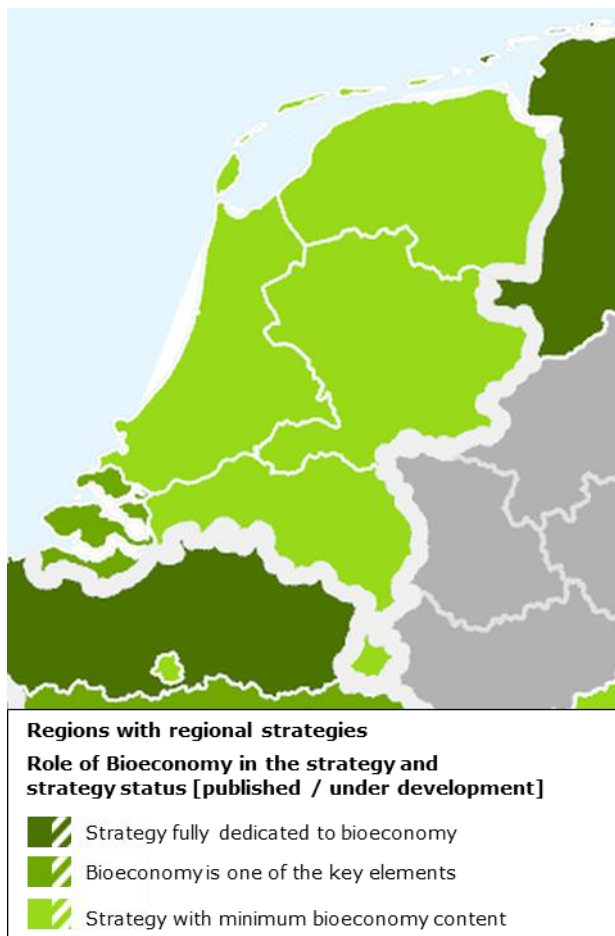 Regions with regional strategies
Role of Bioeconomy in the strategy and
strategy status [published / under development]
Strategy fully dedicated to bioeconomy
Bioeconomy is one of the key elements
Strategy with minimum bioeconomy content